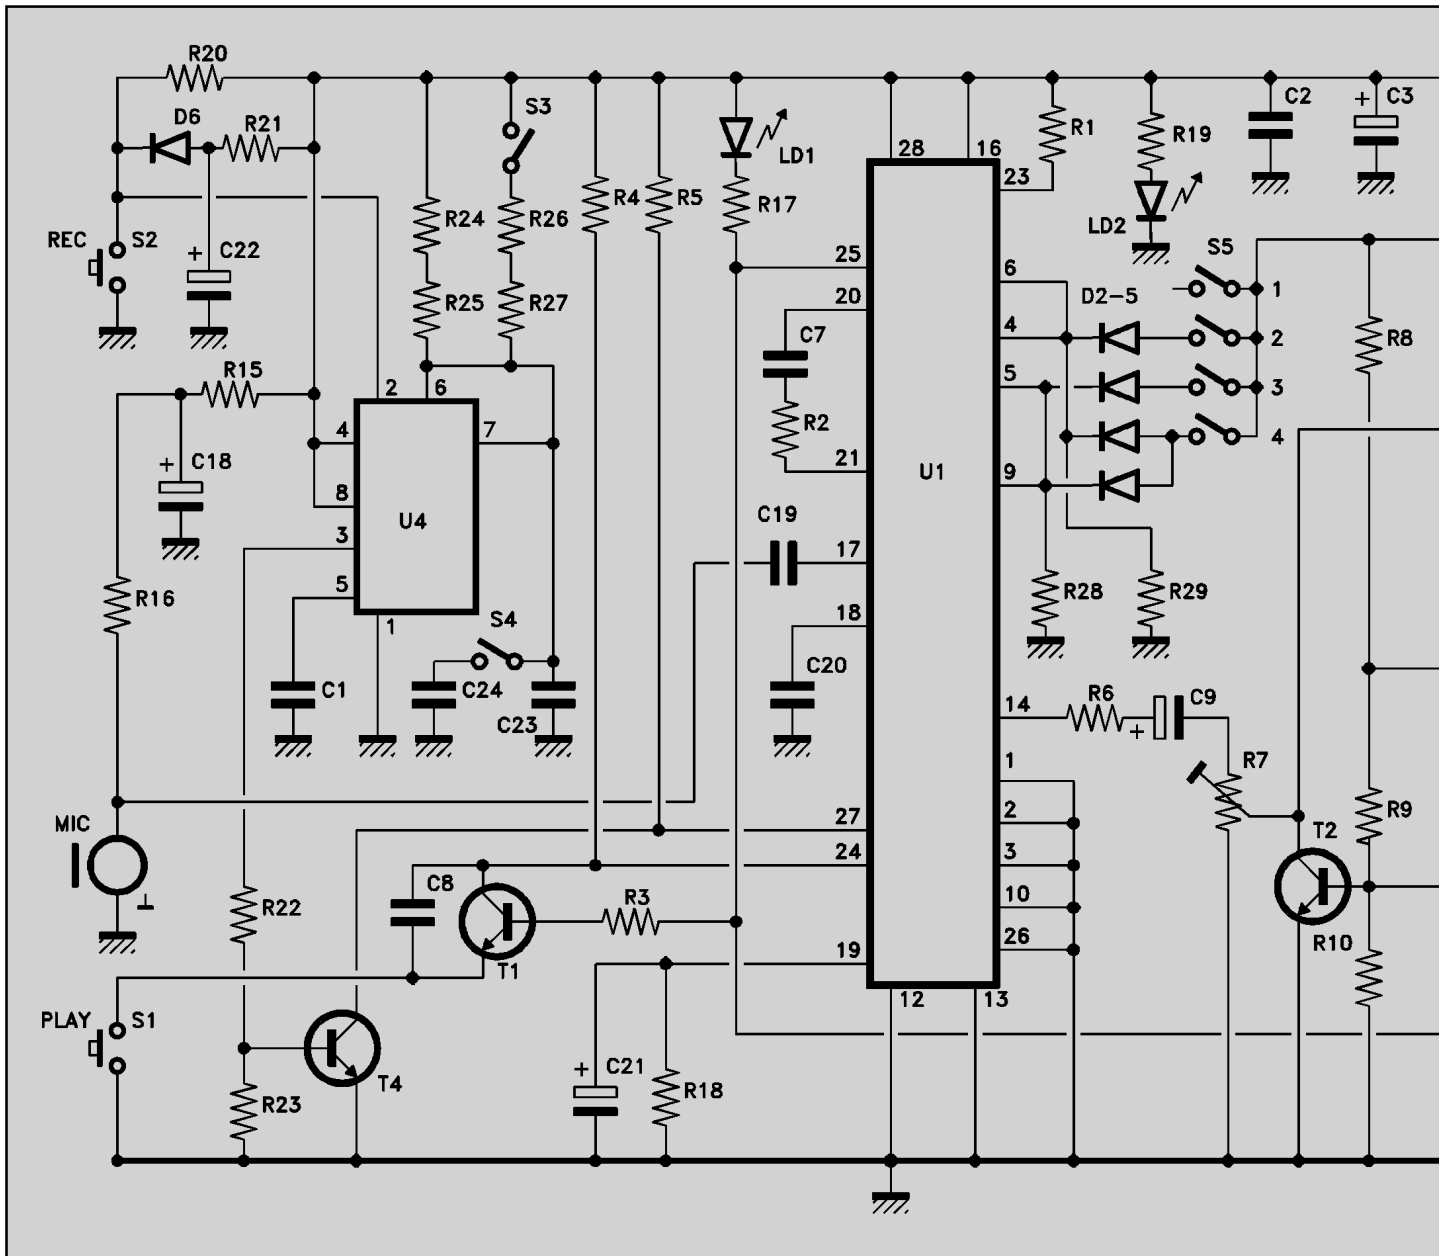 R20
S3
C2
+
C3
D6
R21
LD1
R1
R19
28
16
23
R24
R26
R4
R5
R17
LD2
REC
S2
+
C22
25
6
S5
20
D2-5
1
R25
R27
C7
4
2
R8
R15
2
6
5
3
4
7
R2
4
+
C18
21
U1
8
U4
C19
9
3
17
R16
5
R28
R29
1
S4
18
C1
C24
C20
C23
14
R6
+
C9
1
R7
MIC
27
2
T2
R9
24
3
C8
R3
10
R22
26
R10
19
T1
12
13
PLAY
S1
+
C21
T4
R18
R23